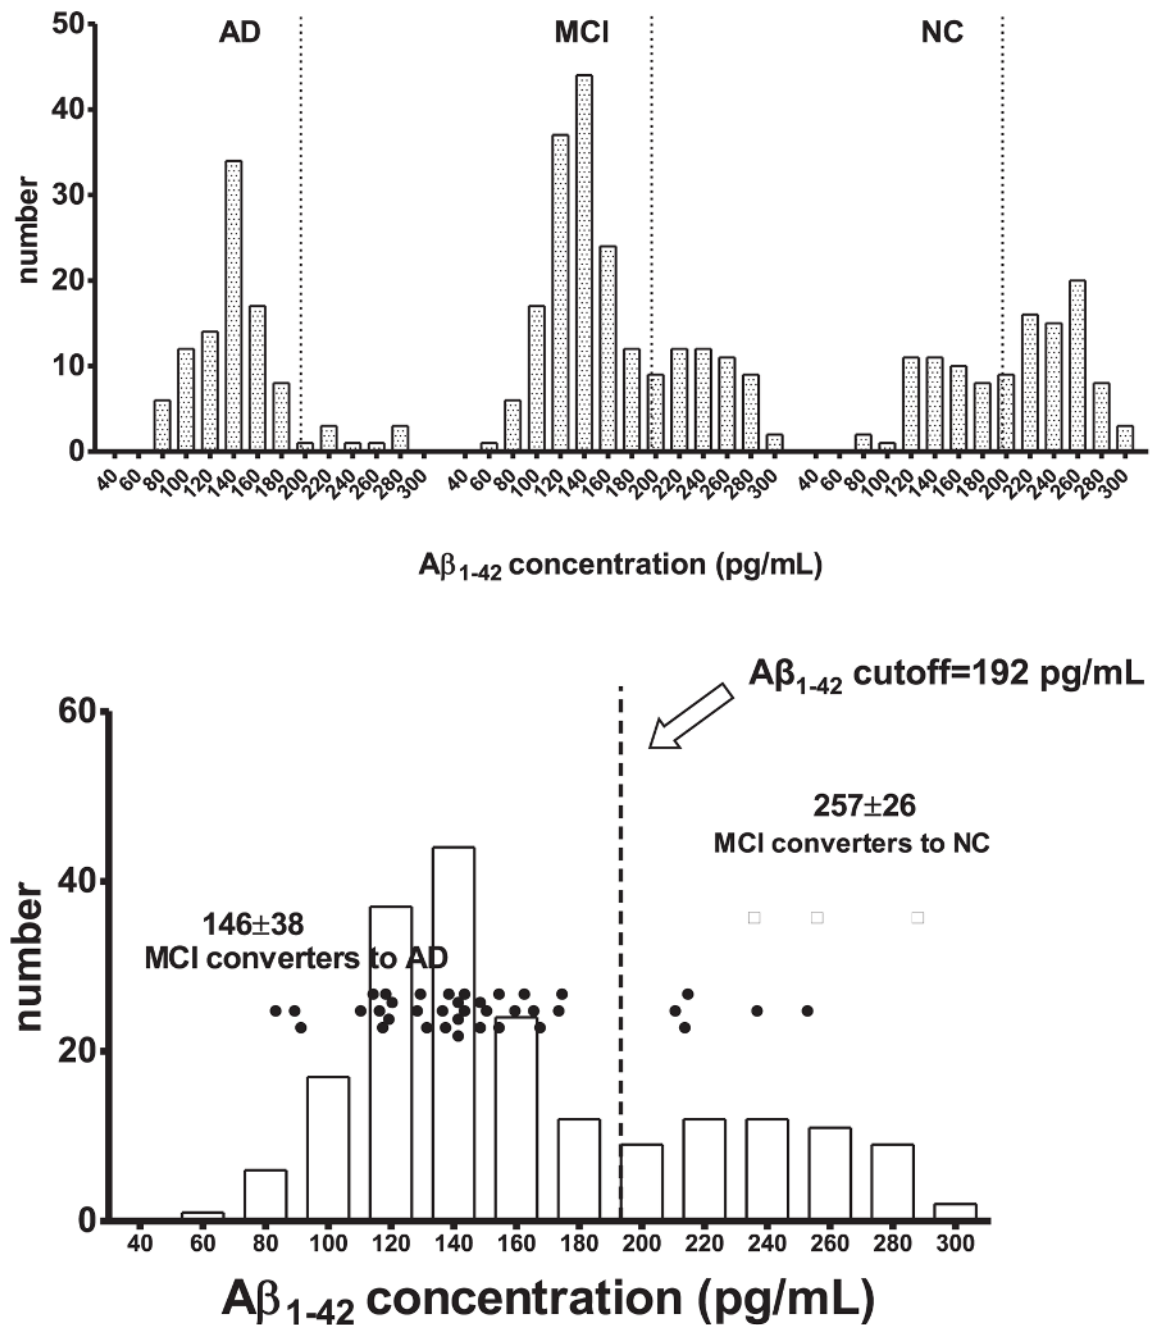 AD MCI NC
50
40
30
20
10
0
number
40 60 80 100 120 140 160 180 200 220 240 260 280 300 40 60 80 100 120 140 160 180 200 220 240 260 280 300 40 60 80 100 120 140 160 180 200 220 240 260 280 300
Aβ1-42 concentration (pg/mL)
Aβ1-42 cutoff=192 pg/mL
60
40
20
0
number
257±26
MCI converters to NC
146±38
MCI converters to AD
40 60 80 100 120 140 160 180 200 220 240 260 280 300
Aβ1-42 concentration (pg/mL)